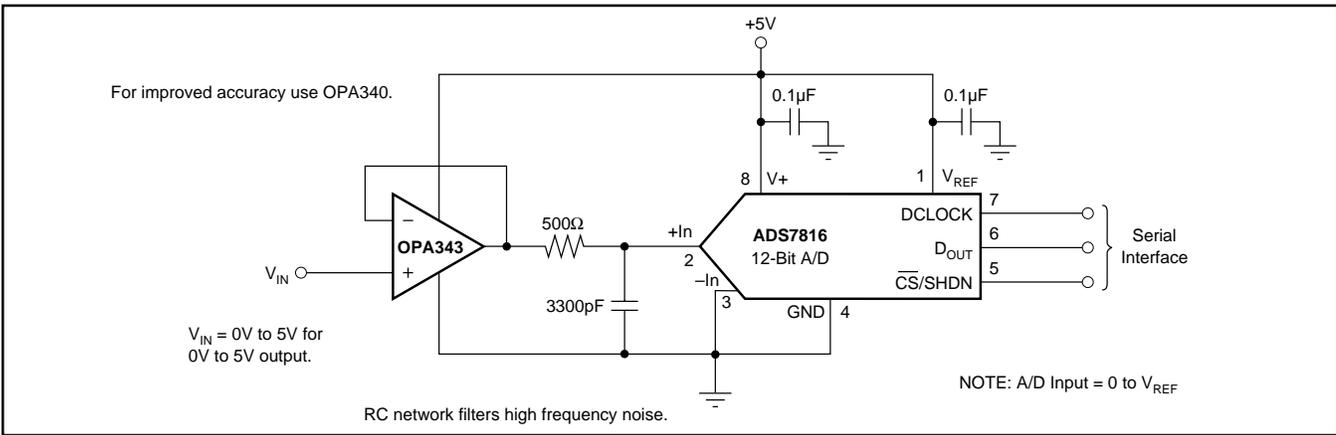 +5V
For improved accuracy use OPA340.
0.1µF
0.1µF
8
V+
1
VREF
7
DCLOCK
500Ω
+In
ADS7816
12-Bit A/D
6
DOUT
Serial
Interface
OPA343
2
–
+
VIN
–In
5
CS/SHDN
3300pF
3
GND
4
VIN = 0V to 5V for
0V to 5V output.
NOTE: A/D Input = 0 to VREF
RC network filters high frequency noise.